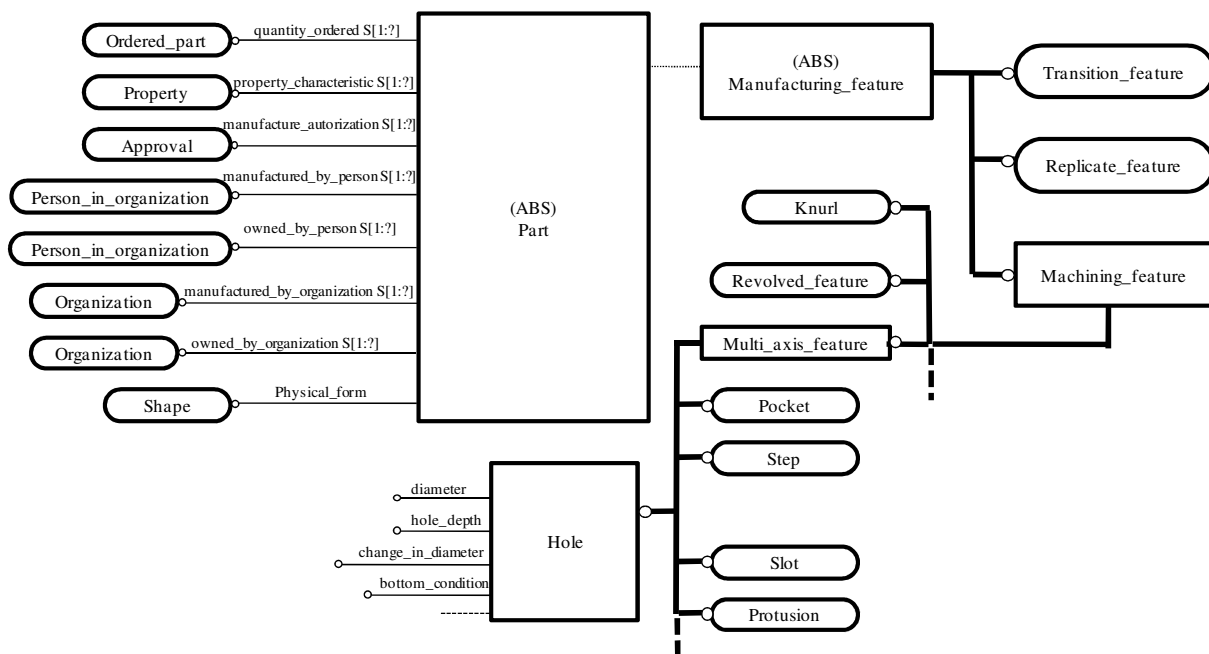 Ordered_part
quantity_ordered S[1:?]
Property
property_characteristic S[1:?]
Approval
manufacture_autorization S[1:?]
Person_in_organization
manufactured_by_person S[1:?]
Person_in_organization
owned_by_person S[1:?]
Organization
manufactured_by_organization S[1:?]
Organization
owned_by_organization S[1:?]
Shape
Physical_form
(ABS)
Part
(ABS)
Manufacturing_feature
Transition_feature
Replicate_feature
Machining_feature
Knurl
Revolved_feature
Multi_axis_feature
Pocket
Step
Slot
Protusion
Hole
diameter
hole_depth
change_in_diameter
bottom_condition